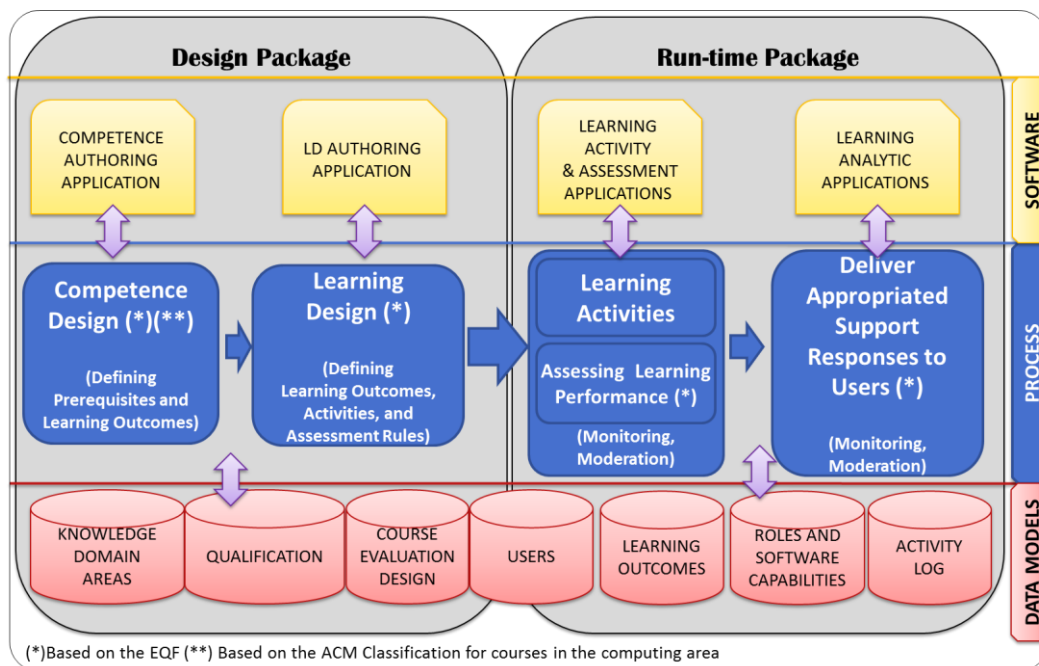 Design Package
Run-time Package
COMPETENCE
AUTHORING
APPLICATION
LD AUTHORING
APPLICATION
LEARNING
ACTIVITY
& ASSESSMENT
APPLICATIONS
LEARNING
ANALYTIC
APPLICATIONS
SOFTWARE
Competence
Design (*)(**)
(Defining
Prerequisites and
Learning Outcomes)
Learning
Design (*)
(Defining
Learning Outcomes,
Activities, and
Assessment Rules)
Learning
Activities
Assessing Learning
Performance (*)
(Monitoring,
Moderation)
Deliver
Appropriated
Support
Responses to
Users (*)
(Monitoring,
Moderation)
PROCESS
KNOWLEDGE
DOMAIN
AREAS
QUALIFICATION
COURSE
EVALUATION
DESIGN
USERS
LEARNING
OUTCOMES
ROLES AND
SOFTWARE
CAPABILITIES
ACTIVITY
LOG
DATA MODELS
(*)Based on the EQF (**) Based on the ACM Classification for courses in the computing area